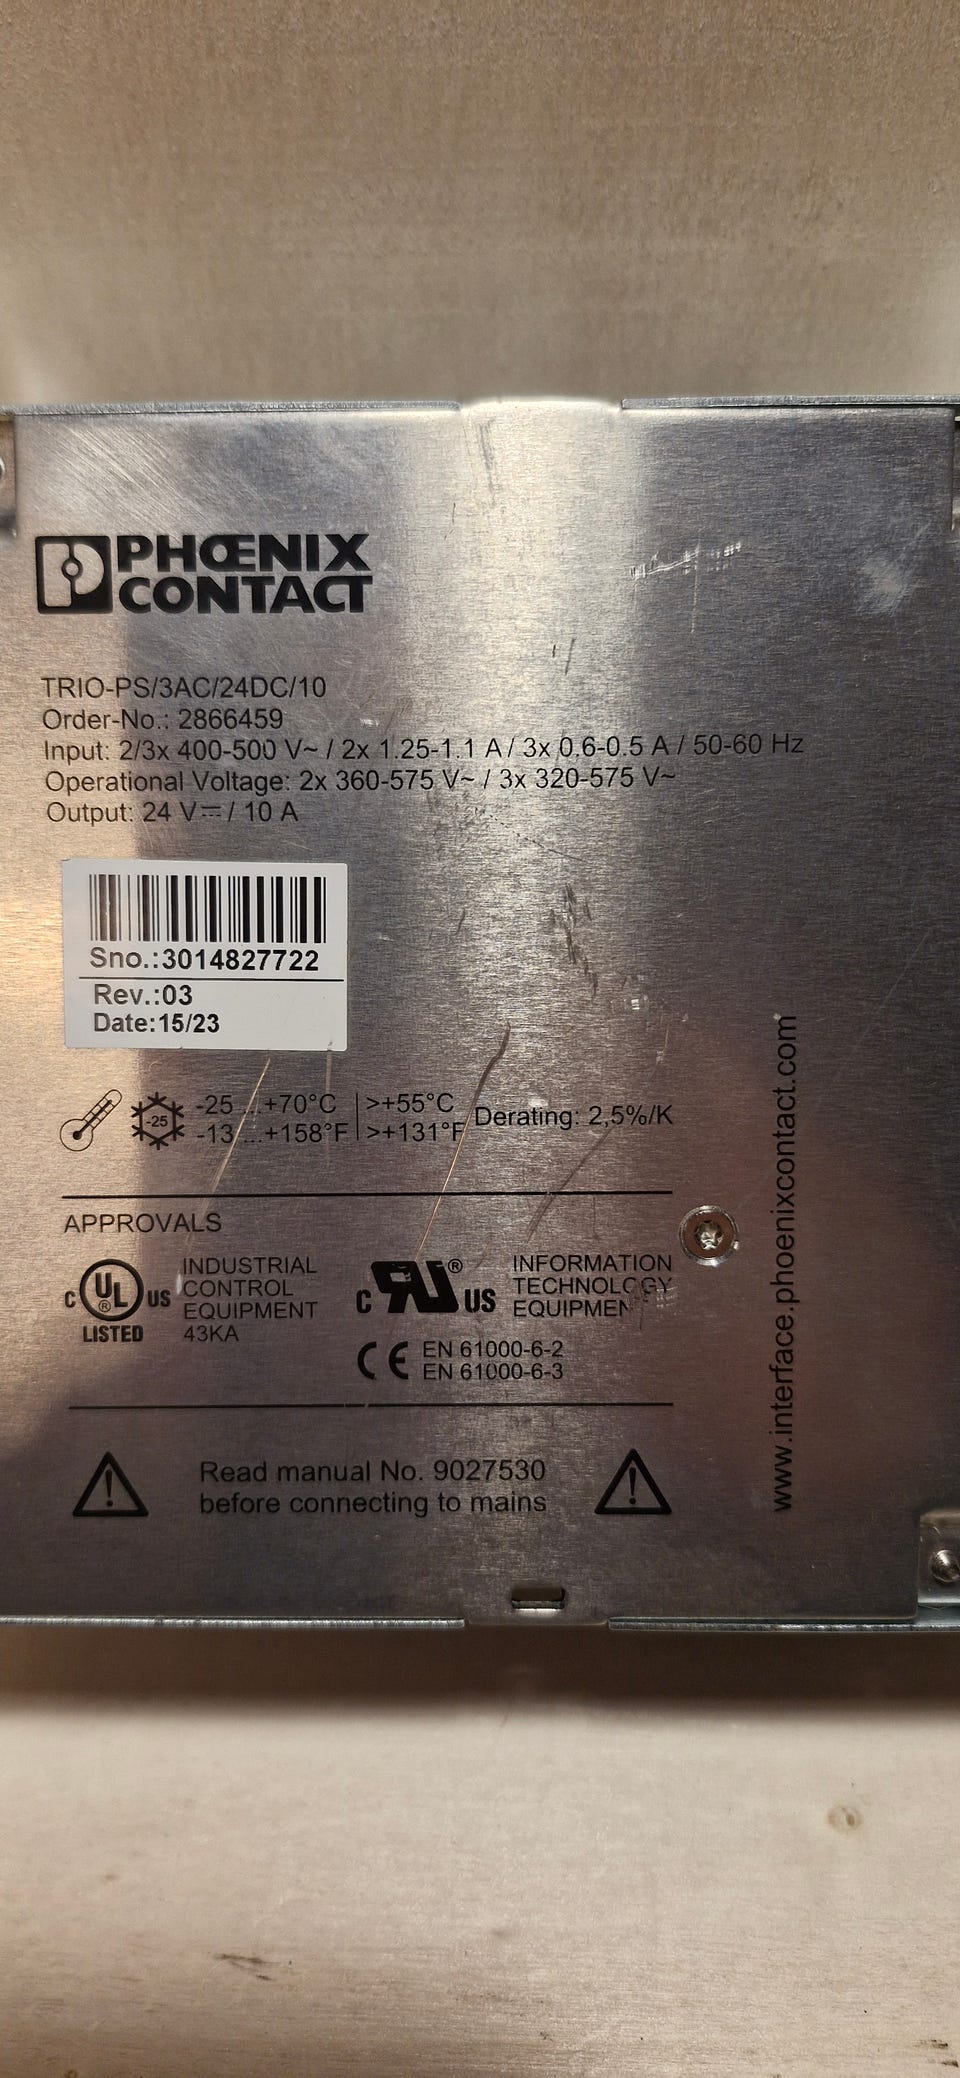 PHŒNIX
CONTACT
TRIO-PS/3AC/24DC/10
Order-No.: 2866459
Input: 2/3x 400-500 V~ / 2x 1.25-1.1 A / 3x 0.6-0.5 A / 50-60 Hz
Operational Voltage: 2x 360-575 V~ / 3x 320-575 V~
Output: 24 V⎓ / 10 A
Sno.:3014827722
Rev.:03
Date:15/23
-25
-25 ...+70°C >+55°C
-13 ...+158°F >+131°F
Derating: 2,5%/K
APPROVALS
C UL ® US
LISTED
INDUSTRIAL
CONTROL
EQUIPMENT
43KA
C RU ® US
INFORMATION
TECHNOLOGY
EQUIPMENT
CE
EN 61000-6-2
EN 61000-6-3
Read manual No. 9027530
before connecting to mains
www.interface.phoenixcontact.com